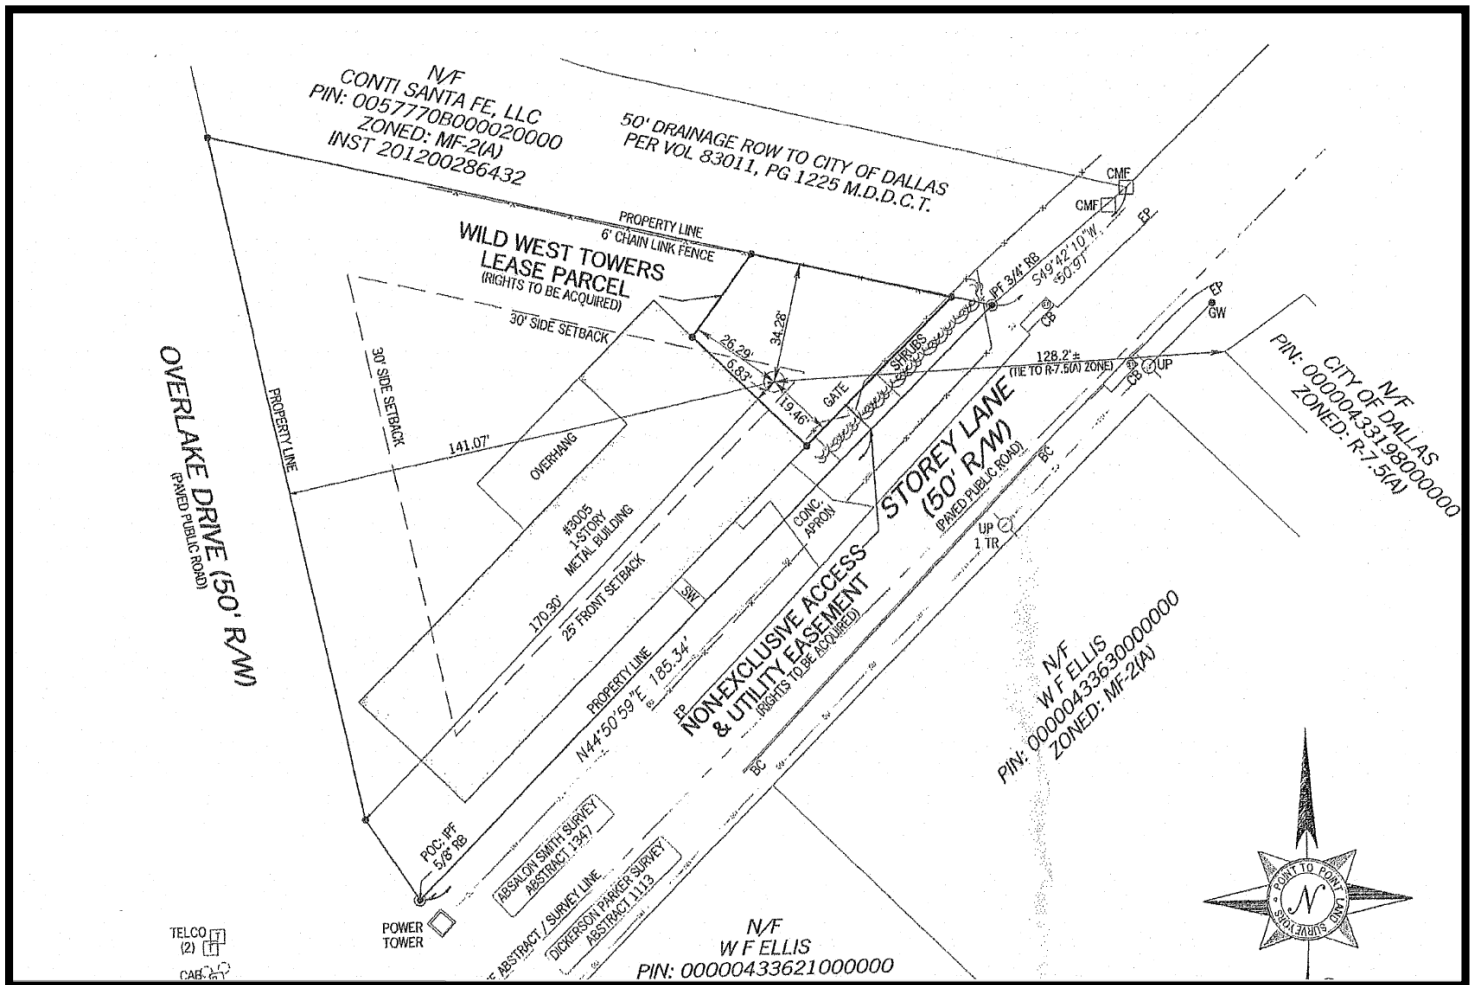 N/F
CONTI SANTA FE, LLC
PIN: 0057770B000020000
ZONED: MF-2(A)
INST 201200286432
50' DRAINAGE ROW TO CITY OF DALLAS
PER VOL 83011, PG 1225 M.D.D.C.T.
CMF
CMF
EP
S49°42'10"W
50.91'
IPF 3/4" RB
PROPERTY LINE
6' CHAIN LINK FENCE
WILD WEST TOWERS
LEASE PARCEL
(RIGHTS TO BE ACQUIRED)
30' SIDE SETBACK
34.28'
26.29'
6.83'
19.46'
GATE
SHRUBS
CB
EP
GW
128.2'±
(TIE TO R-7.5(A) ZONE)
CB
UP
N/F
CITY OF DALLAS
PIN: 00000433198000000
ZONED: R-7.5(A)
OVERLAKE DRIVE (50' R/W)
(PAVED PUBLIC ROAD)
PROPERTY LINE
30' SIDE SETBACK
141.07'
OVERHANG
#3005
1-STORY
METAL BUILDING
170.30'
25' FRONT SETBACK
CONC.
APRON
SW
STOREY LANE
(50' R/W)
(PAVED PUBLIC ROAD)
BC
UP
1 TR
PROPERTY LINE
N44°50'59"E 185.34'
EP
NON-EXCLUSIVE ACCESS
& UTILITY EASEMENT
(RIGHTS TO BE ACQUIRED)
BC
N/F
W F ELLIS
PIN: 00000433630000000
ZONED: MF-2(A)
POC: IPF
5/8" RB
POWER
TOWER
ABSALON SMITH SURVEY
ABSTRACT 1347
ABSTRACT / SURVEY LINE
DICKERSON PARKER SURVEY
ABSTRACT 1113
TELCO
(2)
T
T
CAB
N/F
W F ELLIS
PIN: 00000433621000000
POINT TO POINT LAND SURVEYORS
N